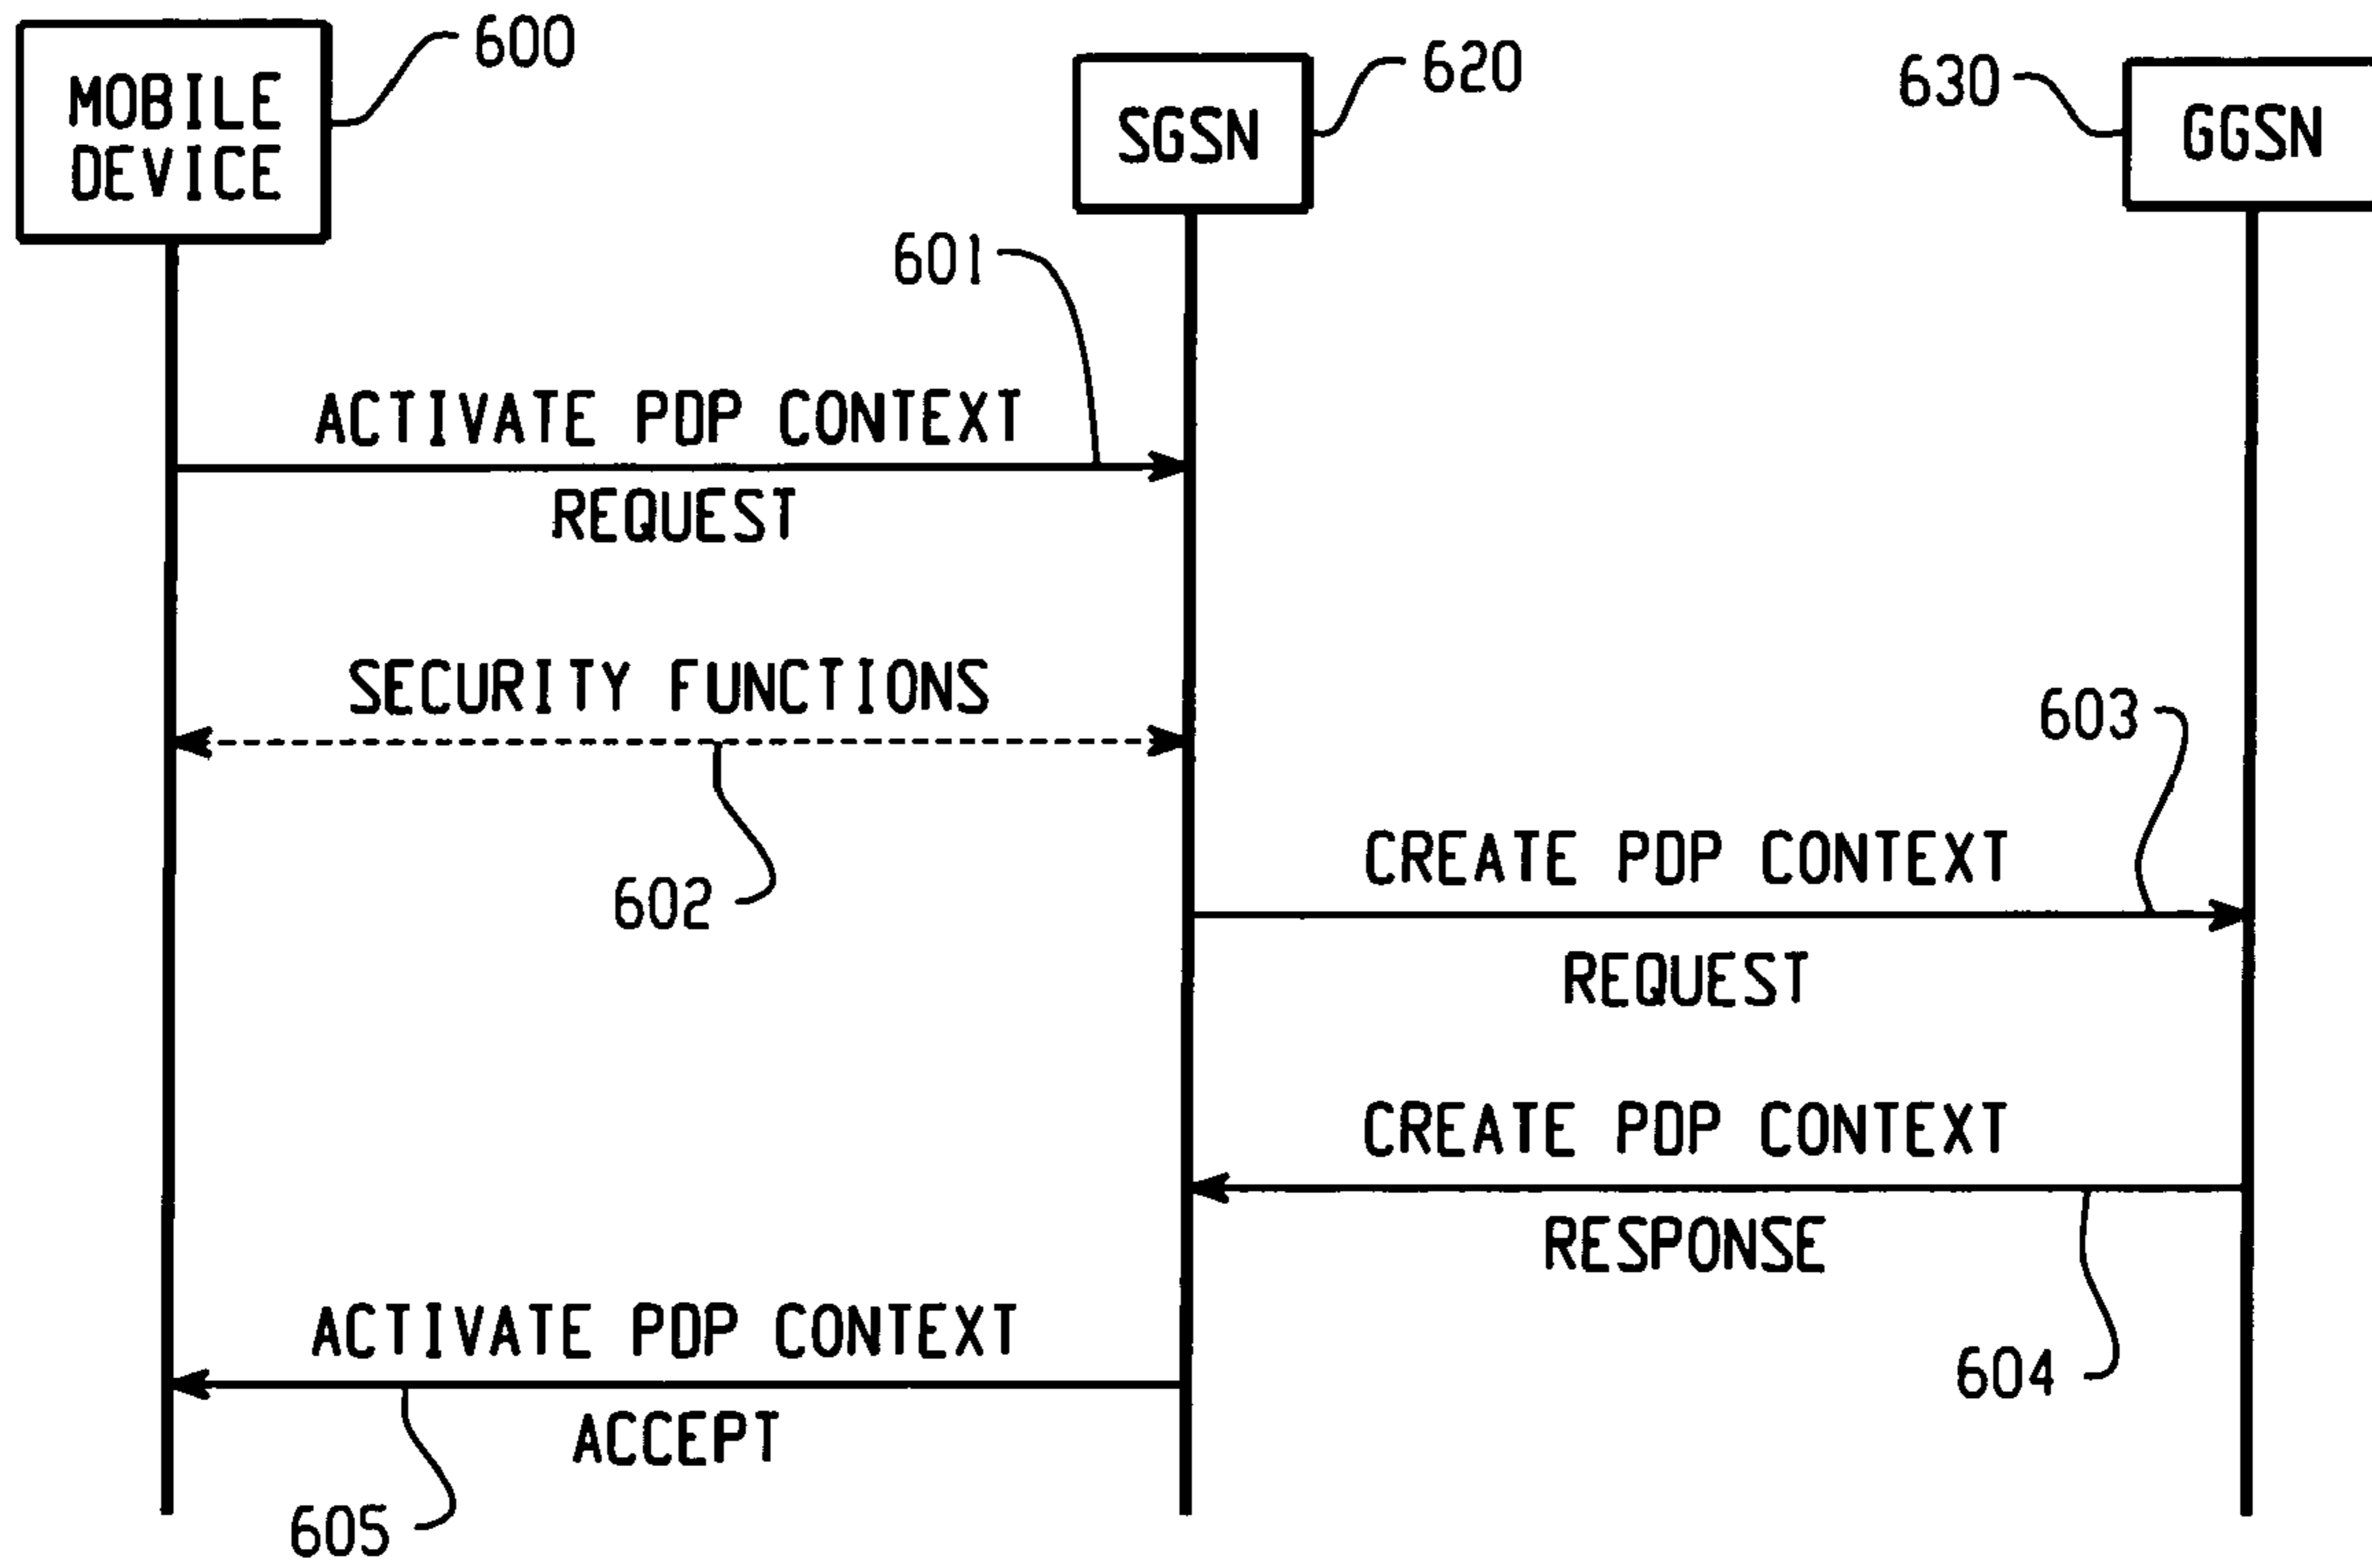 MOBILE
DEVICE
600
SGSN
620
630
GGSN
601
ACTIVATE PDP CONTEXT
REQUEST
SECURITY FUNCTIONS
602
603
CREATE PDP CONTEXT
REQUEST
CREATE PDP CONTEXT
RESPONSE
604
ACTIVATE PDP CONTEXT
ACCEPT
605